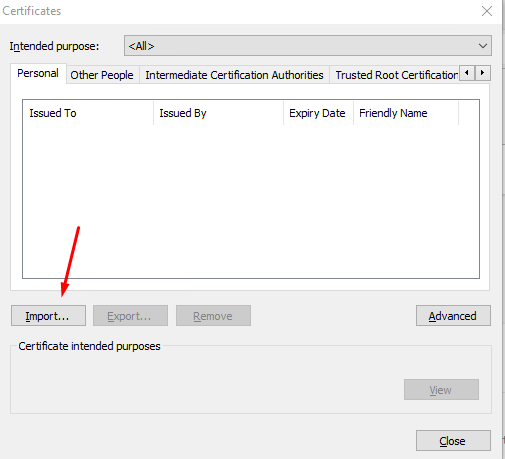 Certificates
Intended purpose: <All>
Personal Other People Intermediate Certification Authorities Trusted Root Certification
Issued To Issued By Expiry Date Friendly Name
Import... Export... Remove Advanced
Certificate intended purposes
View
Close